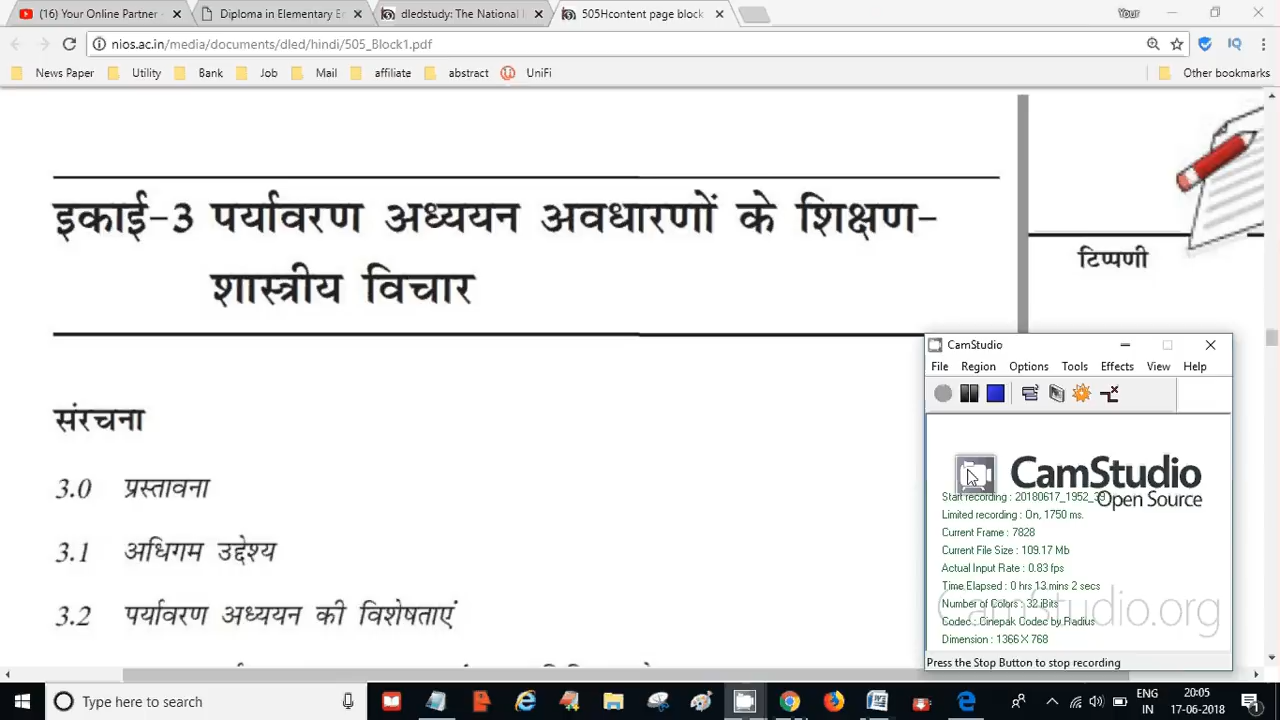 (16) Your Online Partner
Diploma in Elementary E
dledstudy: The National
505Hcontent page block
Your
nios.ac.in/media/documents/dled/hindi/505_Block1.pdf
IQ
News Paper
Utility
Bank
Job
Mail
affiliate
abstract
UniFi
Other bookmarks
इकाई-3 पर्यावरण अध्ययन अवधारणों के शिक्षण-
शास्त्रीय विचार
टिप्पणी
संरचना
3.0 प्रस्तावना
3.1 अधिगम उद्देश्य
3.2 पर्यावरण अध्ययन की विशेषताएं
CamStudio
File Region Options Tools Effects View Help
CamStudio
Open Source
Start recording : 20180617_1952_39
Limited recording : On, 1750 ms.
Current Frame : 7828
Current File Size : 109.17 Mb
Actual Input Rate : 0.83 fps
Time Elapsed : 0 hrs 13 mins 2 secs
Number of Colors : 32 Bits
Codec : Cinepak Codec by Radius
Dimension : 1366 X 768
CamStudio.org
Press the Stop Button to stop recording
Type here to search
ENG
IN
20:05
17-06-2018